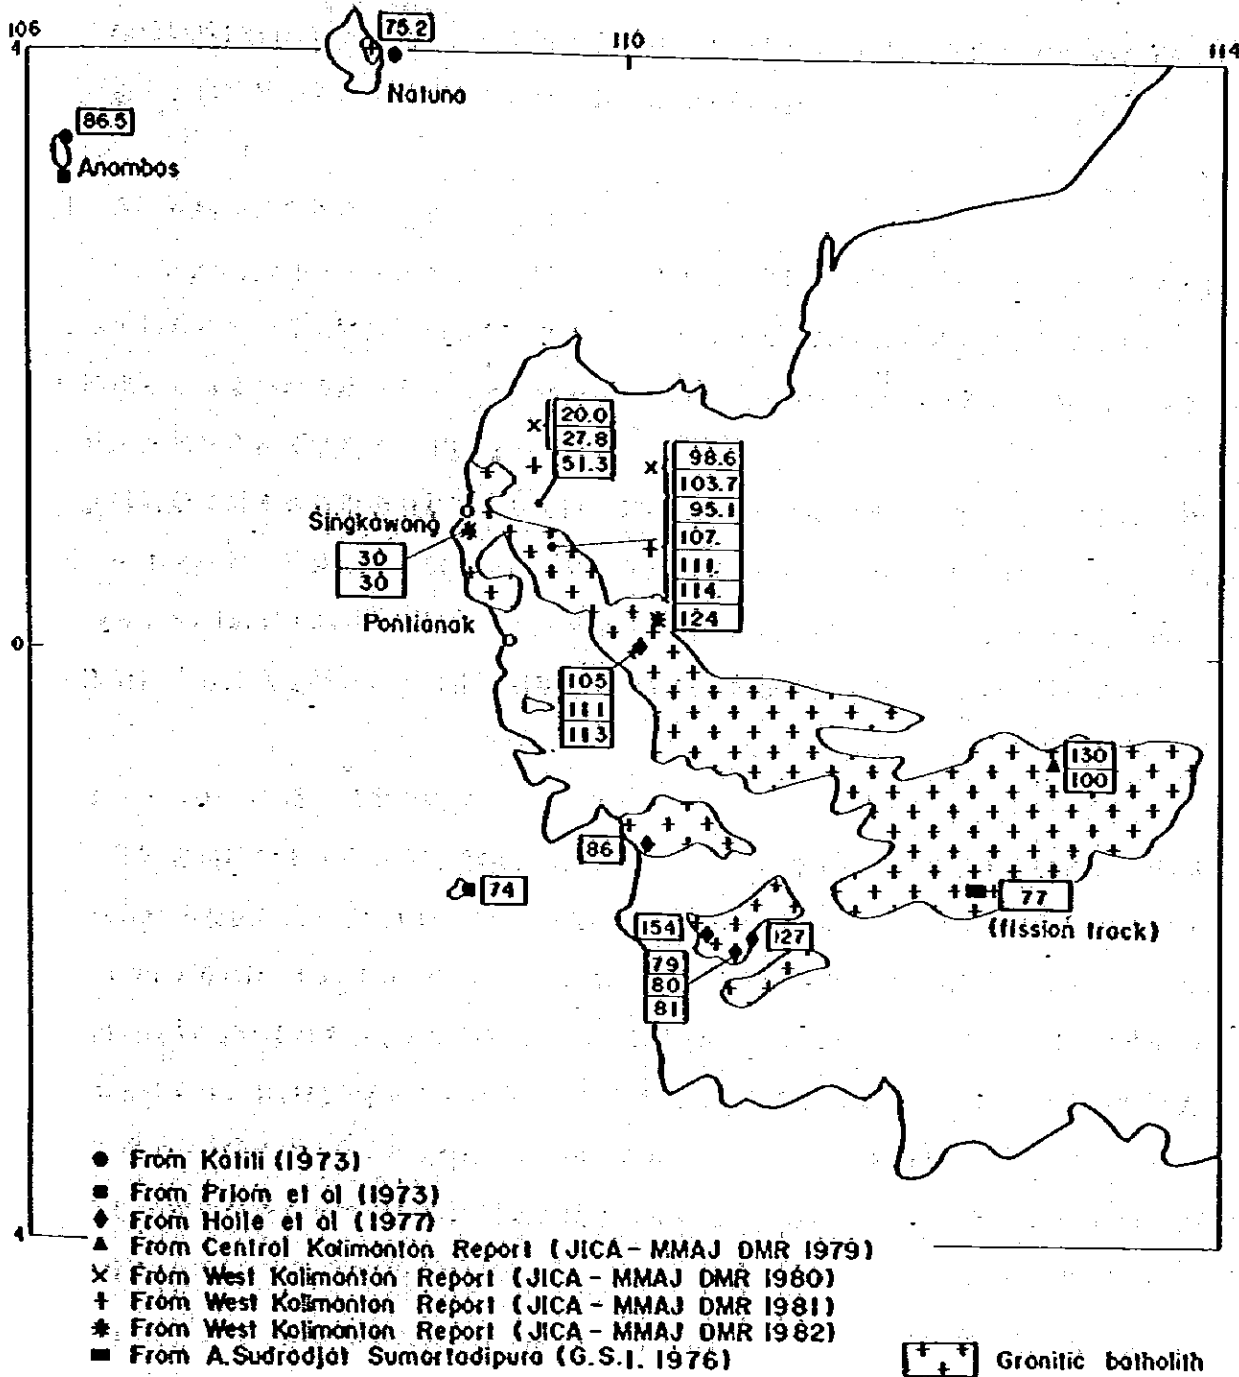 106
110
114
4
75.2
Natuna
86.5
Anambas
20.0
27.8
51.3
98.6
103.7
95.1
107.
111.
114.
124
Singkawang
30
30
Pontianak
0
105
111
113
130
100
86
74
77
(fission track)
154
127
79
80
81
4
● From Katili (1973)
■ From Priam et al (1973)
◆ From Haile et al (1977)
▲ From Central Kalimantan Report (JICA - MMAJ DMR 1979)
× From West Kalimantan Report (JICA - MMAJ DMR 1980)
+ From West Kalimantan Report (JICA - MMAJ DMR 1981)
* From West Kalimantan Report (JICA - MMAJ DMR 1982)
■ From A.Sudradjat Sumartadipura (G.S.I. 1976)
Granitic batholith